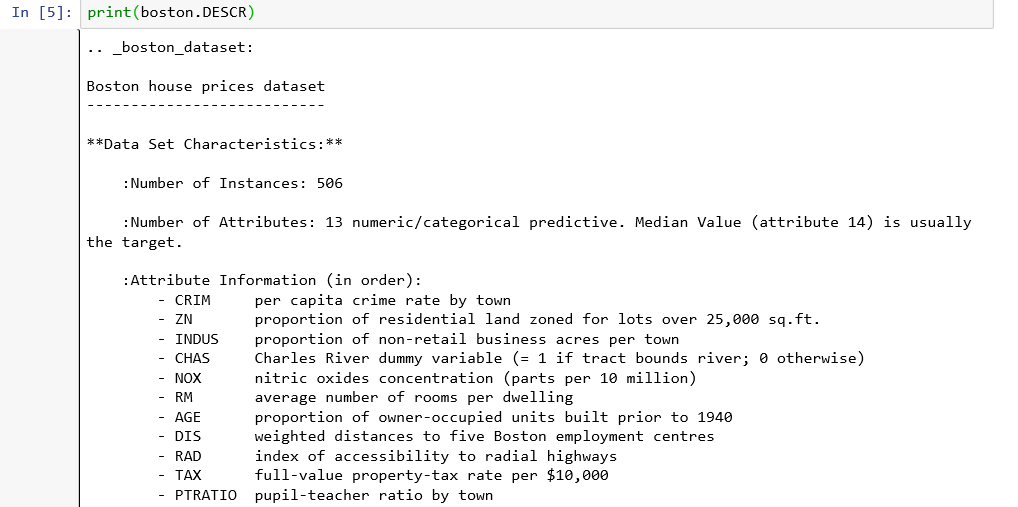 In [5]: print(boston.DESCR)
.. _boston_dataset:
Boston house prices dataset
---------------------------
**Data Set Characteristics:**
:Number of Instances: 506
:Number of Attributes: 13 numeric/categorical predictive. Median Value (attribute 14) is usually
the target.
:Attribute Information (in order):
- CRIM     per capita crime rate by town
- ZN       proportion of residential land zoned for lots over 25,000 sq.ft.
- INDUS    proportion of non-retail business acres per town
- CHAS     Charles River dummy variable (= 1 if tract bounds river; 0 otherwise)
- NOX      nitric oxides concentration (parts per 10 million)
- RM       average number of rooms per dwelling
- AGE      proportion of owner-occupied units built prior to 1940
- DIS      weighted distances to five Boston employment centres
- RAD      index of accessibility to radial highways
- TAX      full-value property-tax rate per $10,000
- PTRATIO  pupil-teacher ratio by town